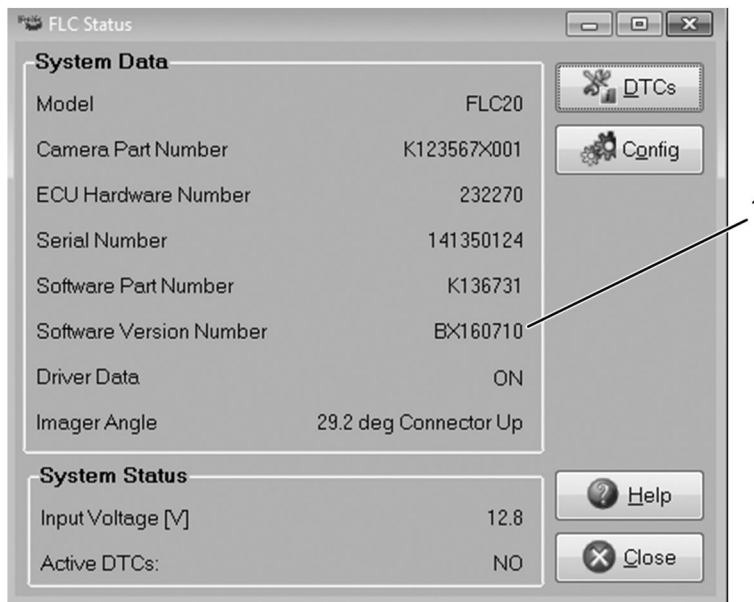 FLC Status
System Data
Model FLC20
Camera Part Number K123567X001
ECU Hardware Number 232270
Serial Number 141350124
Software Part Number K136731
Software Version Number BX160710
Driver Data ON
Imager Angle 29.2 deg Connector Up
System Status
Input Voltage [V] 12.8
Active DTCs: NO
DTCs
Config
Help
Close